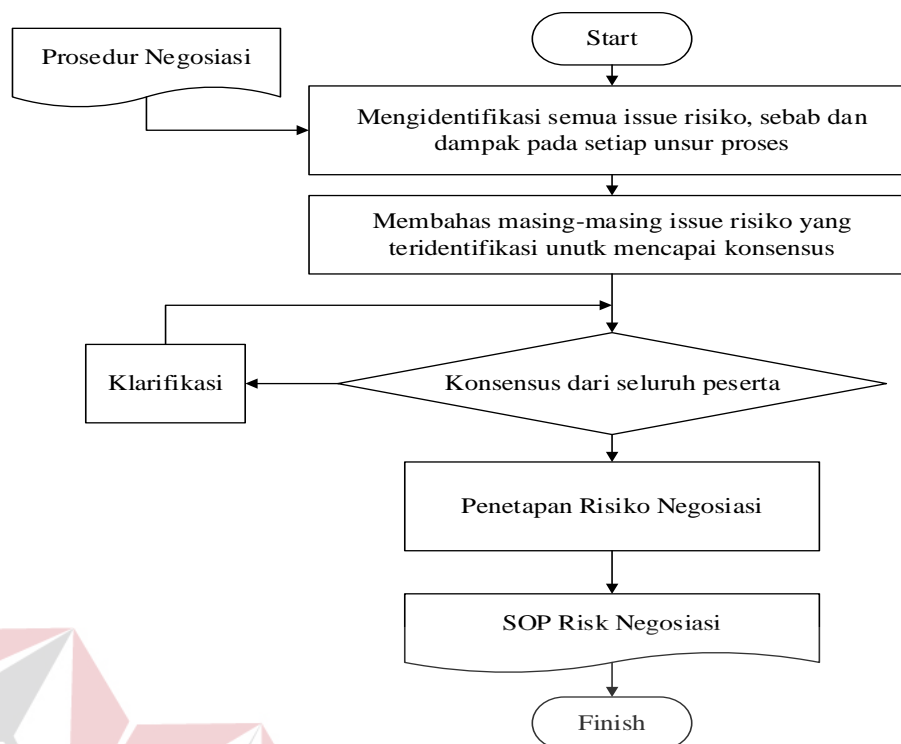 Start
Prosedur Negosiasi
Mengidentifikasi semua issue risiko, sebab dan
dampak pada setiap unsur proses
Membahas masing-masing issue risiko yang
teridentifikasi unutk mencapai konsensus
Klarifikasi
Konsensus dari seluruh peserta
Penetapan Risiko Negosiasi
SOP Risk Negosiasi
Finish